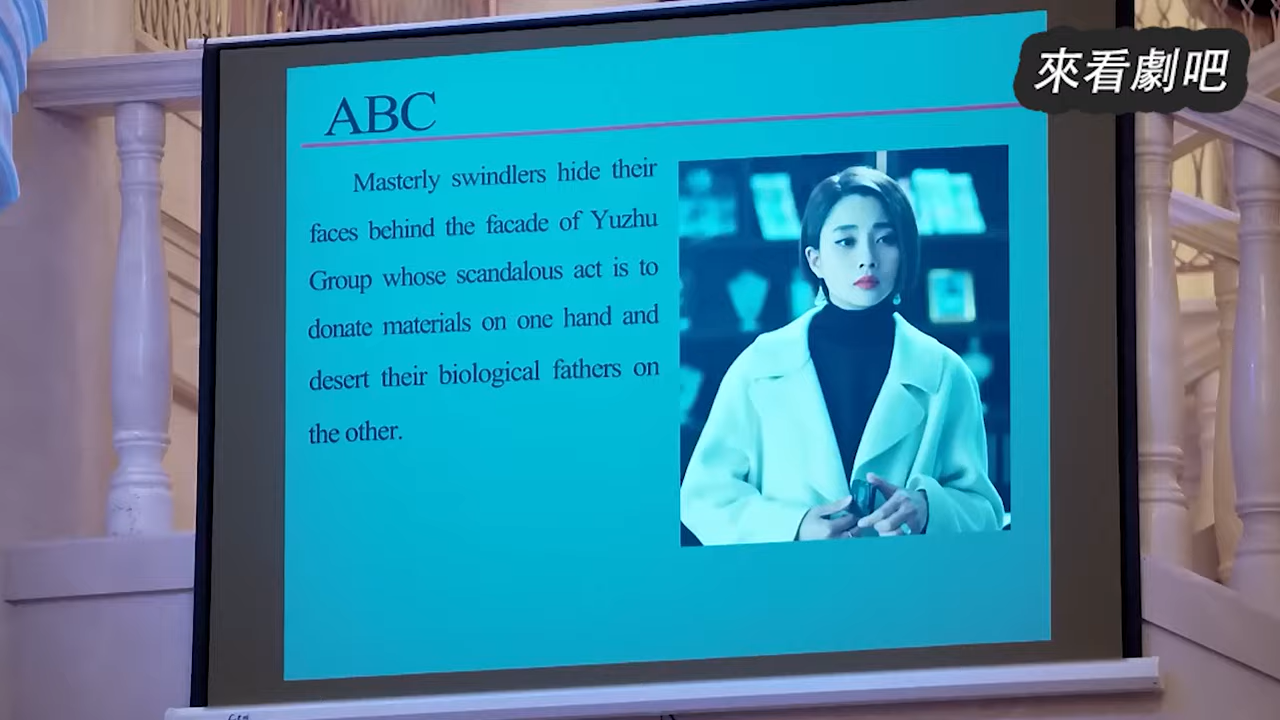 來看劇吧
ABC
Masterly swindlers hide their
faces behind the facade of Yuzhu
Group whose scandalous act is to
donate materials on one hand and
desert their biological fathers on
the other.